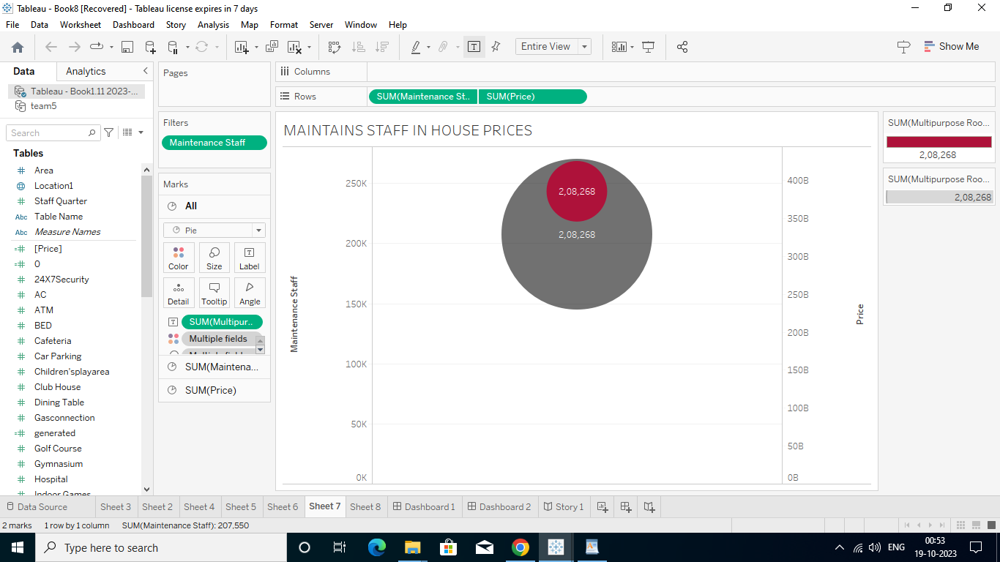 Tableau - Book8 [Recovered] - Tableau license expires in 7 days
File Data Worksheet Dashboard Story Analysis Map Format Server Window Help
Entire View
Show Me
Data Analytics
Tableau - Book1.11 2023-...
team5
Search
Tables
Area
Location1
Staff Quarter
Abc Table Name
Abc Measure Names
[Price]
0
24X7Security
AC
ATM
BED
Cafeteria
Car Parking
Children'splayarea
Club House
Dining Table
Gasconnection
generated
Golf Course
Gymnasium
Hospital
Indoor Games
Pages
Filters
Maintenance Staff
Marks
All
Pie
Color Size Label
Detail Tooltip Angle
SUM(Multipur..
Multiple fields
Multiple fields
SUM(Maintena...
SUM(Price)
Columns
Rows SUM(Maintenance St.. SUM(Price)
MAINTAINS STAFF IN HOUSE PRICES
Maintenance Staff
250K
200K
150K
100K
50K
0K
2,08,268
2,08,268
400B
350B
300B
250B
200B
150B
100B
50B
0B
Price
SUM(Multipurpose Roo...
2,08,268
SUM(Multipurpose Roo...
2,08,268
Data Source Sheet 3 Sheet 2 Sheet 4 Sheet 5 Sheet 6 Sheet 7 Sheet 8 Dashboard 1 Dashboard 2 Story 1
2 marks 1 row by 1 column SUM(Maintenance Staff): 207,550
Type here to search
ENG
00:53
19-10-2023